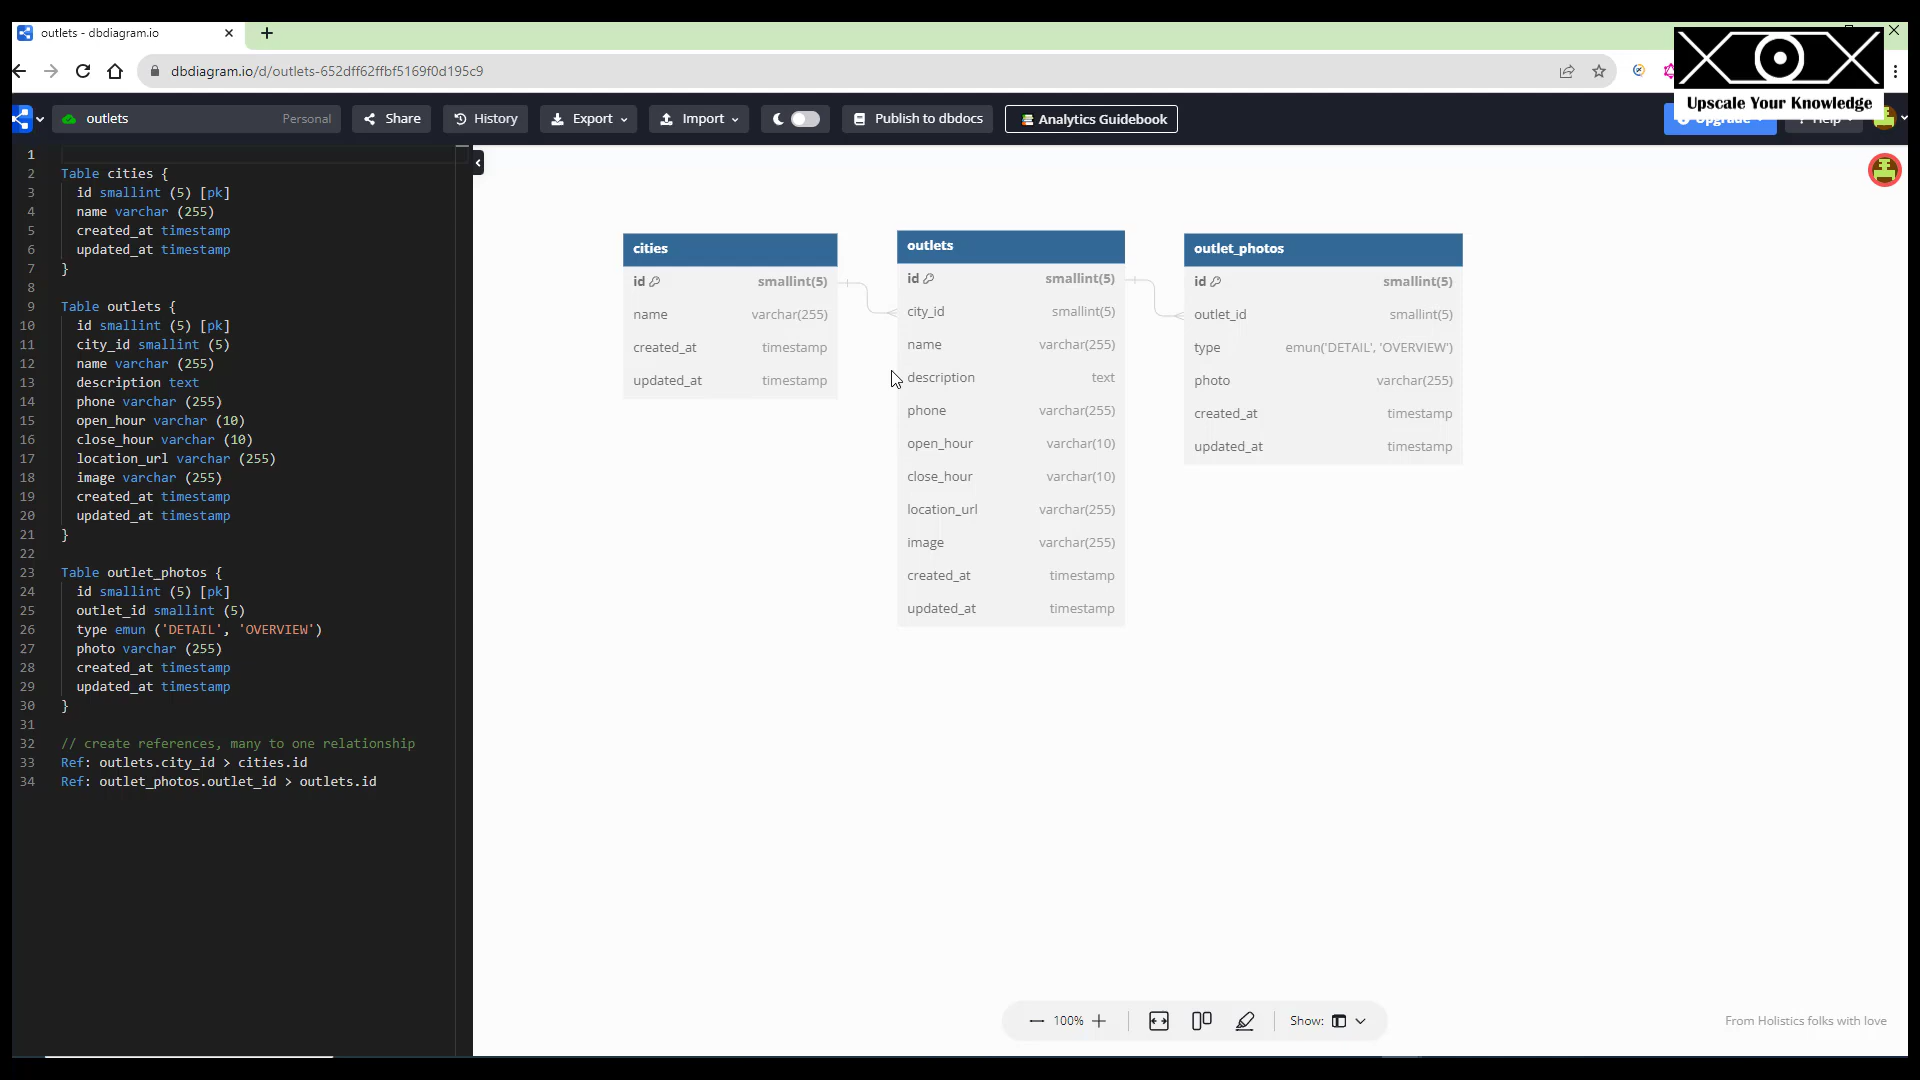 outlets - dbdiagram.io
dbdiagram.io/d/outlets-652dff62ffbf5169f0d195c9
Upscale Your Knowledge
outlets
Personal
Share
History
Export
Import
Publish to dbdocs
Analytics Guidebook
Upgrade
Help
1
2 Table cities {
3 id smallint (5) [pk]
4 name varchar (255)
5 created_at timestamp
6 updated_at timestamp
7 }
8
9 Table outlets {
10 id smallint (5) [pk]
11 city_id smallint (5)
12 name varchar (255)
13 description text
14 phone varchar (255)
15 open_hour varchar (10)
16 close_hour varchar (10)
17 location_url varchar (255)
18 image varchar (255)
19 created_at timestamp
20 updated_at timestamp
21 }
22
23 Table outlet_photos {
24 id smallint (5) [pk]
25 outlet_id smallint (5)
26 type emun ('DETAIL', 'OVERVIEW')
27 photo varchar (255)
28 created_at timestamp
29 updated_at timestamp
30 }
31
32 // create references, many to one relationship
33 Ref: outlets.city_id > cities.id
34 Ref: outlet_photos.outlet_id > outlets.id
cities
id smallint(5)
name varchar(255)
created_at timestamp
updated_at timestamp
outlets
id smallint(5)
city_id smallint(5)
name varchar(255)
description text
phone varchar(255)
open_hour varchar(10)
close_hour varchar(10)
location_url varchar(255)
image varchar(255)
created_at timestamp
updated_at timestamp
outlet_photos
id smallint(5)
outlet_id smallint(5)
type emun('DETAIL', 'OVERVIEW')
photo varchar(255)
created_at timestamp
updated_at timestamp
100%
Show:
From Holistics folks with love